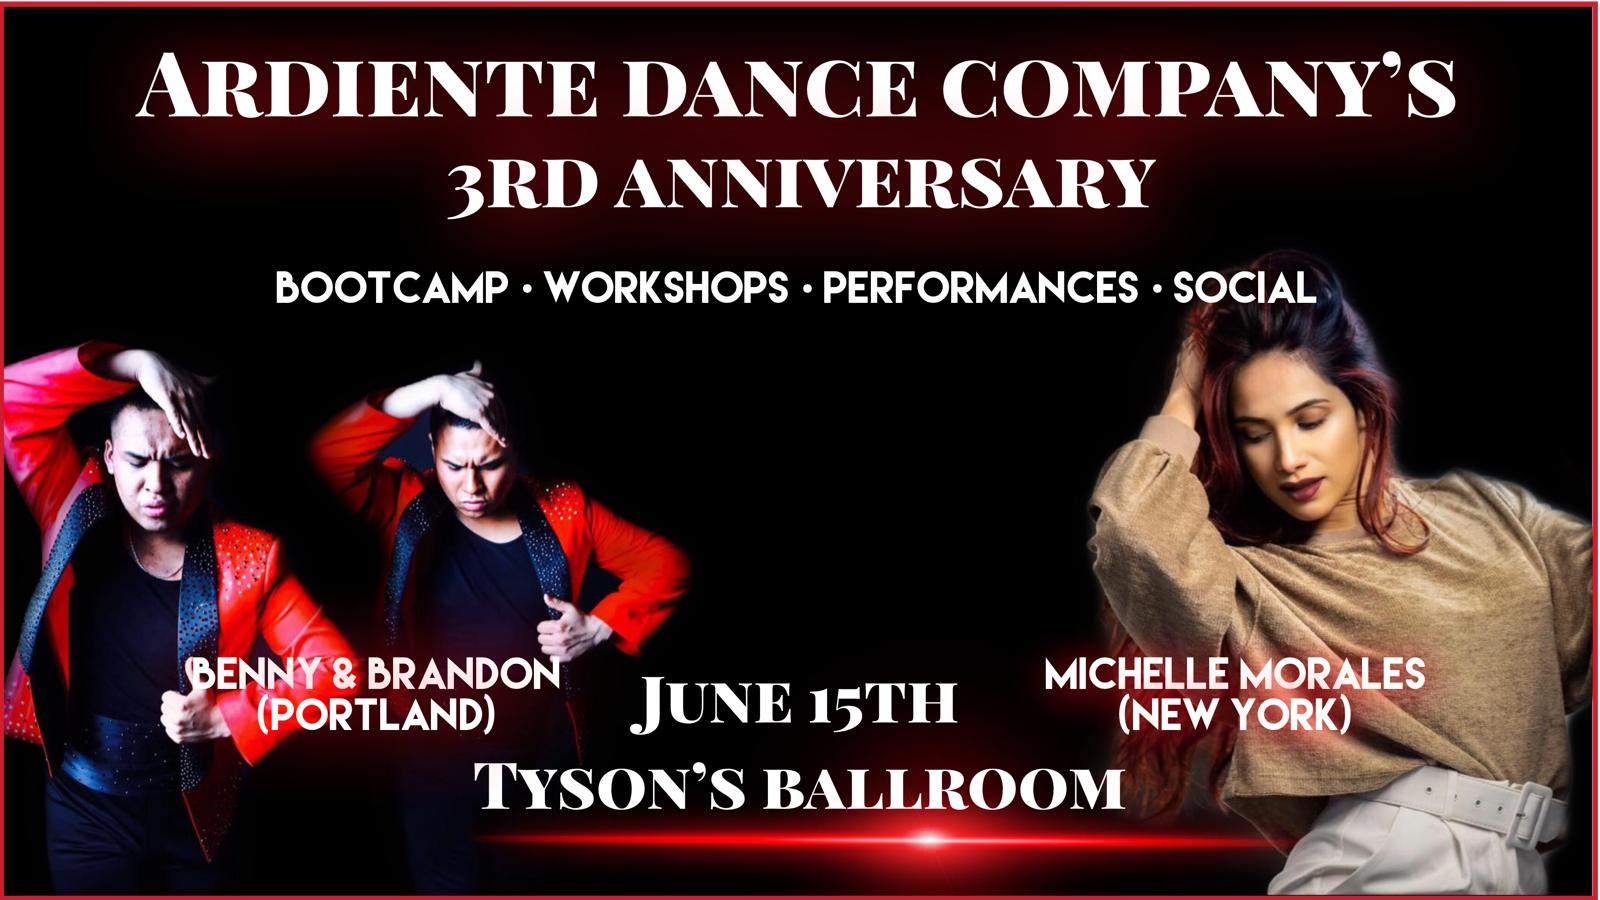 ARDIENTE DANCE COMPANY'S
3RD ANNIVERSARY
BOOTCAMP • WORKSHOPS • PERFORMANCES • SOCIAL
BENNY & BRANDON
(PORTLAND)
JUNE 15TH
TYSON'S BALLROOM
MICHELLE MORALES
(NEW YORK)